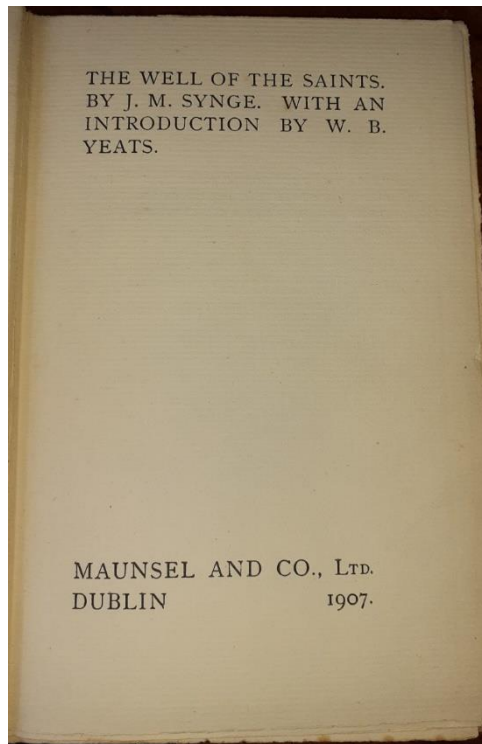 THE WELL OF THE SAINTS.
BY J. M. SYNGE. WITH AN
INTRODUCTION BY W. B.
YEATS.
MAUNSEL AND CO., LTD.
DUBLIN 1907.